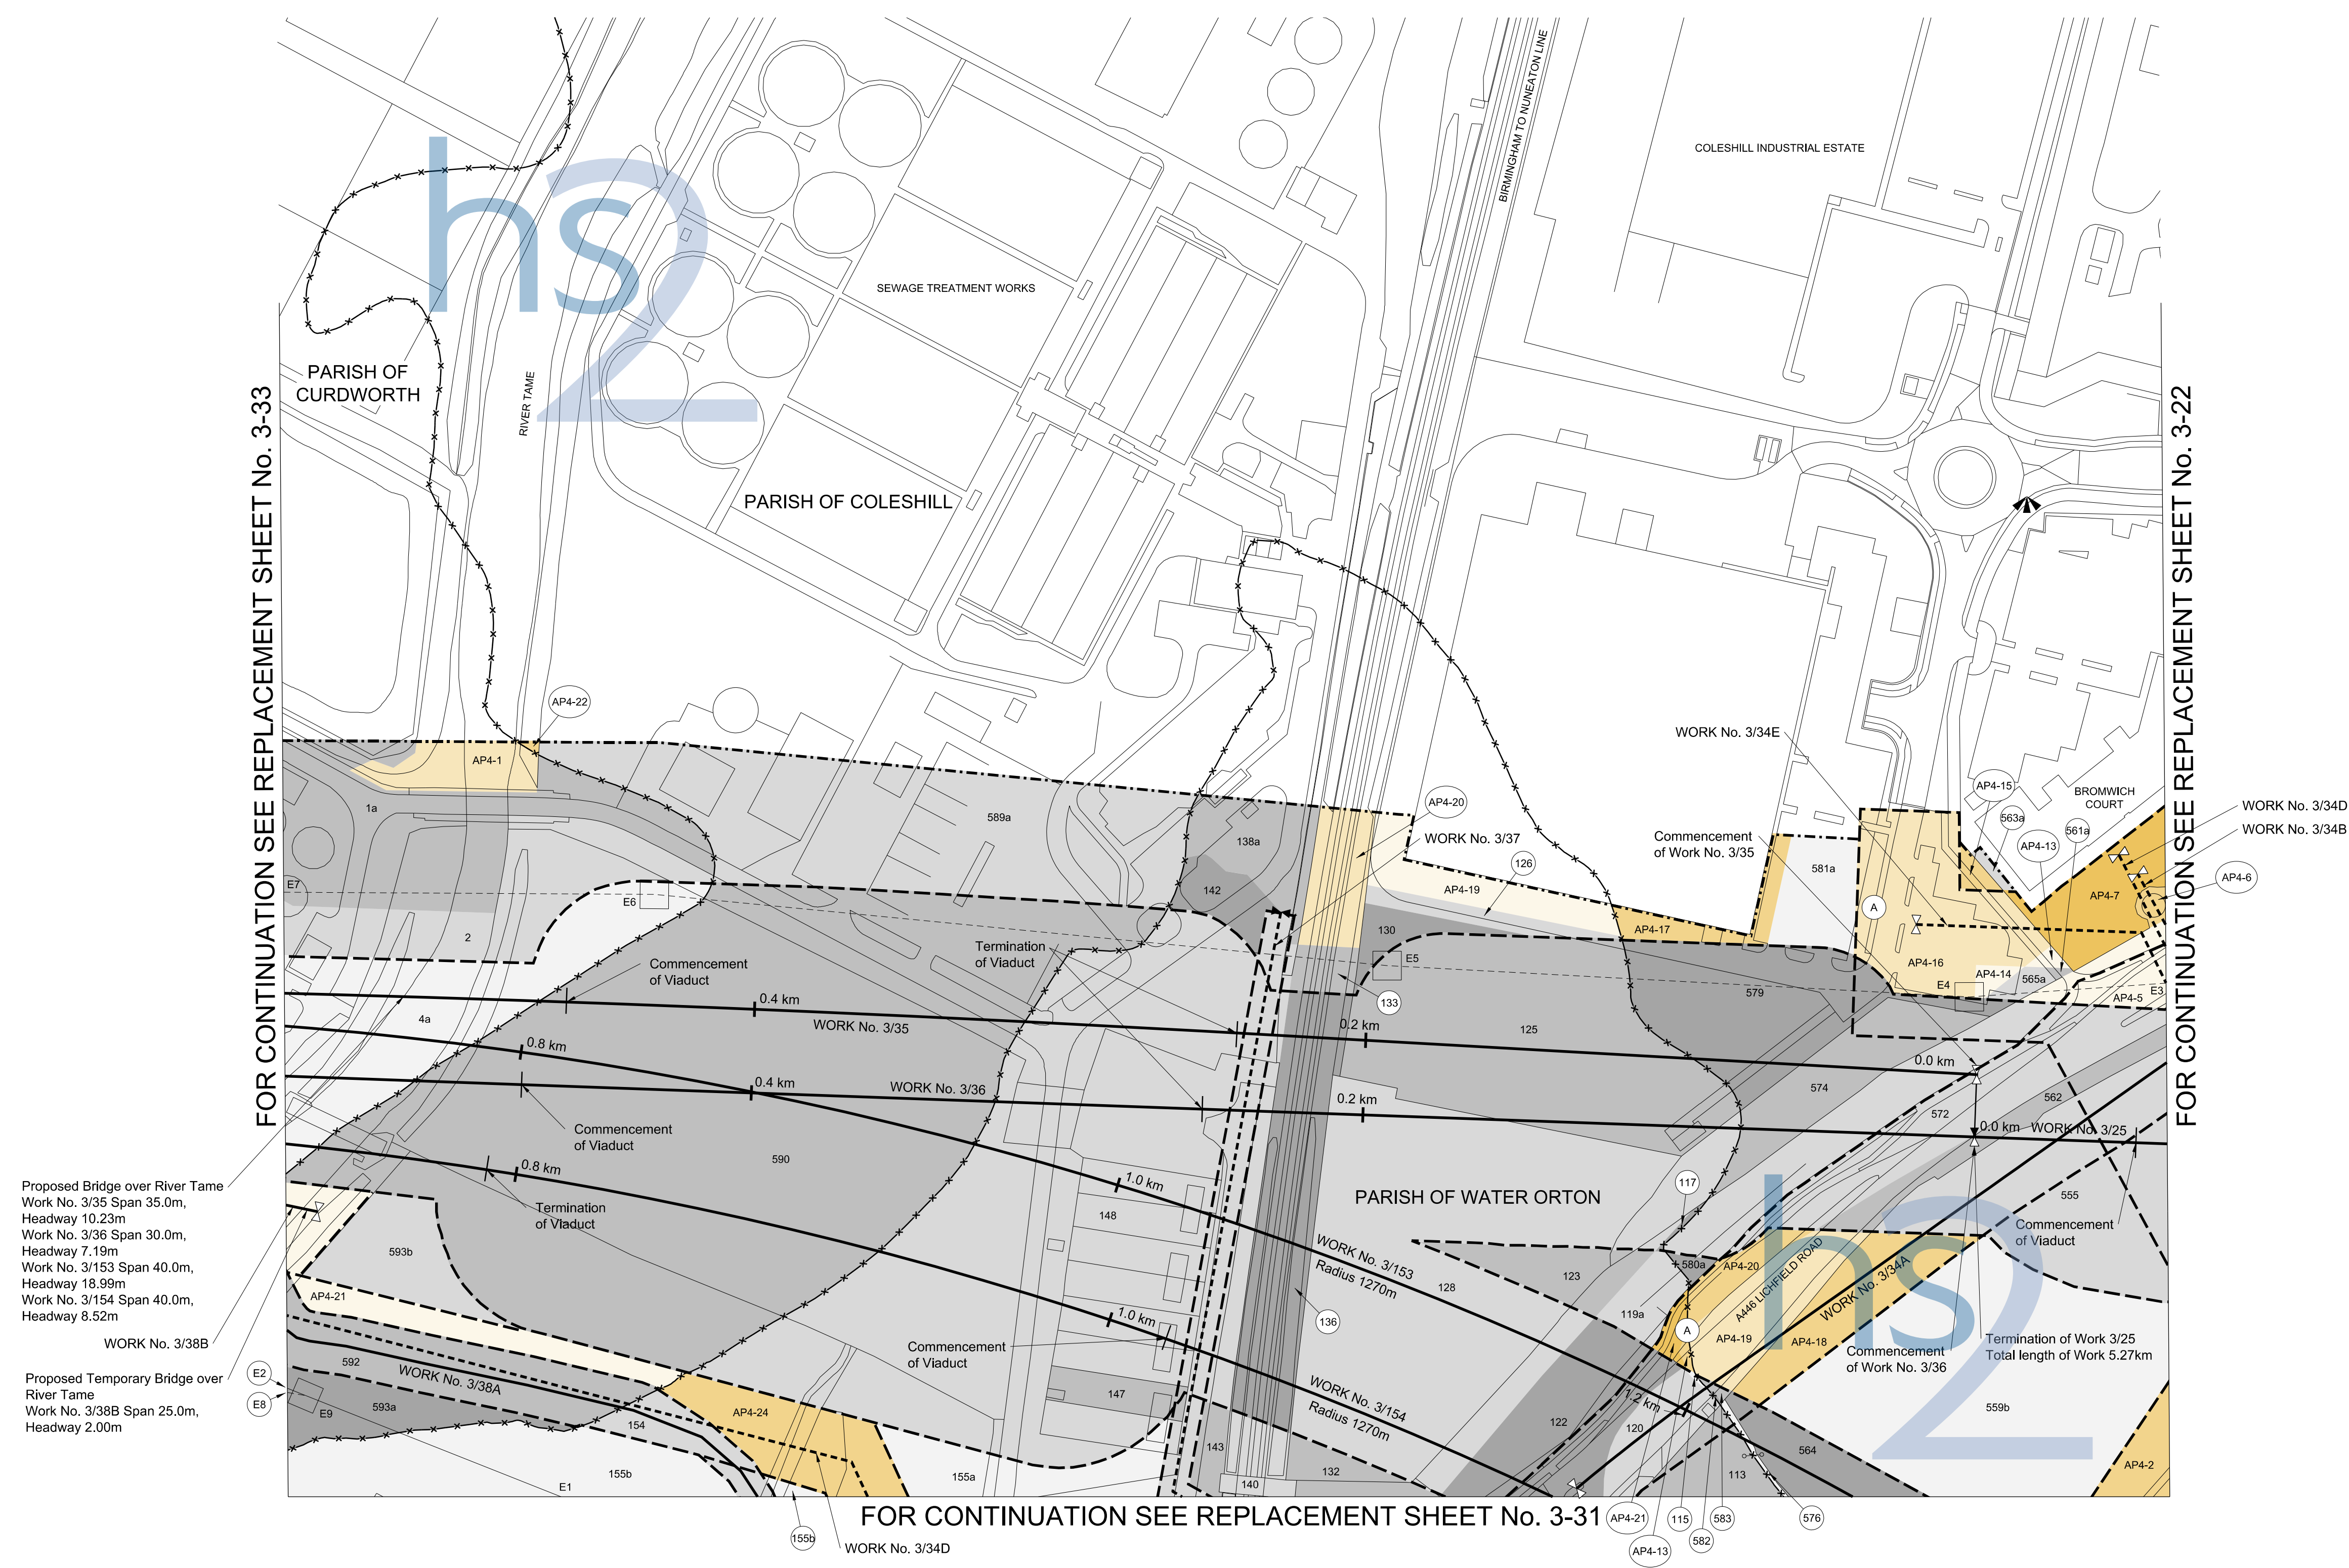 BIRMINGHAM TO NUNEATON LINE
COLESHILL INDUSTRIAL ESTATE
hs2
SEWAGE TREATMENT WORKS
PARISH OF
CURDWORTH
RIVER TAME
PARISH OF COLESHILL
FOR CONTINUATION SEE REPLACEMENT SHEET No. 3-33
FOR CONTINUATION SEE REPLACEMENT SHEET No. 3-22
AP4-22
AP4-1
1a
589a
138a
142
AP4-20
WORK No. 3/37
126
AP4-19
WORK No. 3/34E
Commencement
of Work No. 3/35
581a
A
AP4-15
563a
AP4-13
561a
BROMWICH
COURT
WORK No. 3/34D
WORK No. 3/34B
AP4-6
AP4-7
AP4-17
AP4-16
AP4-14
565a
AP4-5
E3
E4
E7
E6
2
Commencement
of Viaduct
Termination
of Viaduct
130
E5
133
579
4a
0.4 km
WORK No. 3/35
0.2 km
125
0.0 km
0.8 km
0.4 km
WORK No. 3/36
0.2 km
574
572
562
0.0 km
WORK No. 3/25
Commencement
of Viaduct
590
0.8 km
1.0 km
Termination
of Viaduct
148
117
PARISH OF WATER ORTON
555
Commencement
of Viaduct
Proposed Bridge over River Tame
Work No. 3/35 Span 35.0m,
Headway 10.23m
Work No. 3/36 Span 30.0m,
Headway 7.19m
Work No. 3/153 Span 40.0m,
Headway 18.99m
Work No. 3/154 Span 40.0m,
Headway 8.52m
WORK No. 3/38B
593b
WORK No. 3/153
Radius 1270m
128
123
580a
AP4-20
A446 LICHFIELD ROAD
WORK No. 3/34A
hs2
119a
A
AP4-19
AP4-18
AP4-21
1.0 km
136
Commencement
of Viaduct
Commencement
of Work No. 3/36
Termination of Work 3/25
Total length of Work 5.27km
Proposed Temporary Bridge over
River Tame
Work No. 3/38B Span 25.0m,
Headway 2.00m
E2
E8
E9
592
WORK No. 3/38A
593a
154
AP4-24
147
WORK No. 3/154
Radius 1270m
1.2 km
122
120
559b
564
113
143
132
140
155b
E1
155a
AP4-2
FOR CONTINUATION SEE REPLACEMENT SHEET No. 3-31
155b
WORK No. 3/34D
AP4-21
AP4-13
115
582
583
576